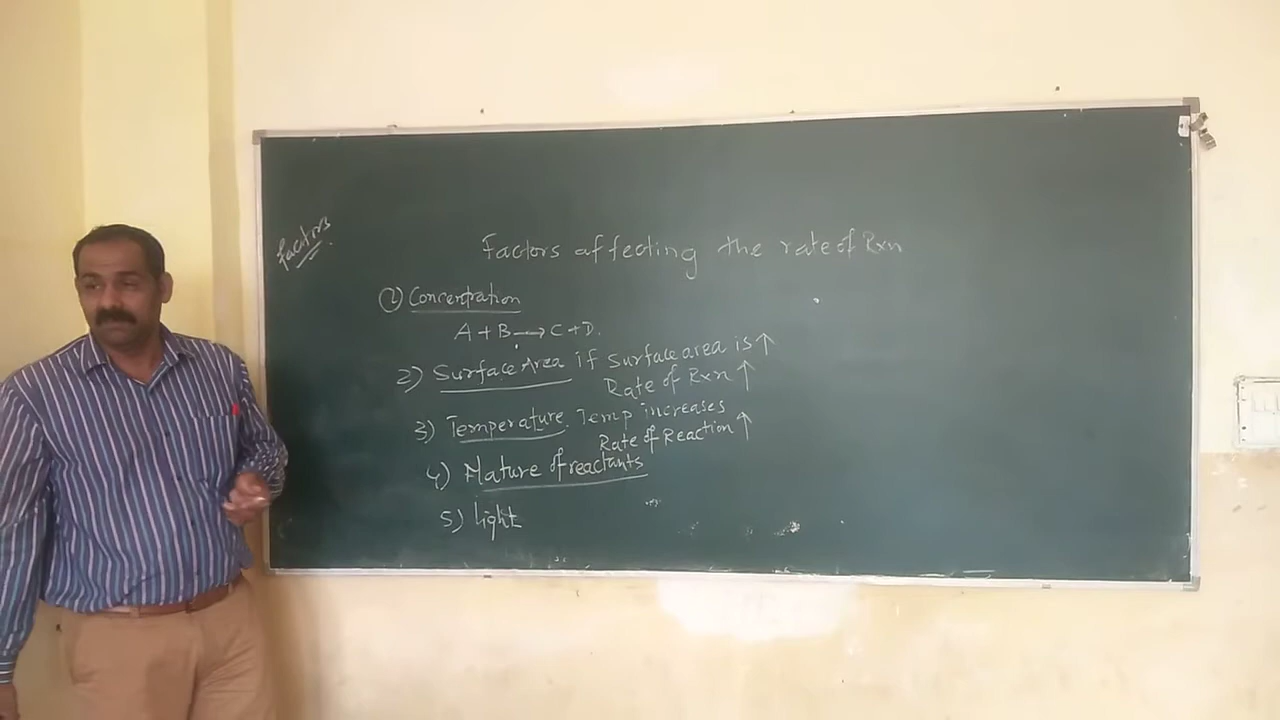 Factors
Factors affecting the rate of Rxn
1) Concentration
A + B → C + D.
2) Surface Area if Surface area is ↑
Rate of Rxn ↑
3) Temperature. Temp increases
Rate of Reaction ↑
4) Nature of reactants
5) light